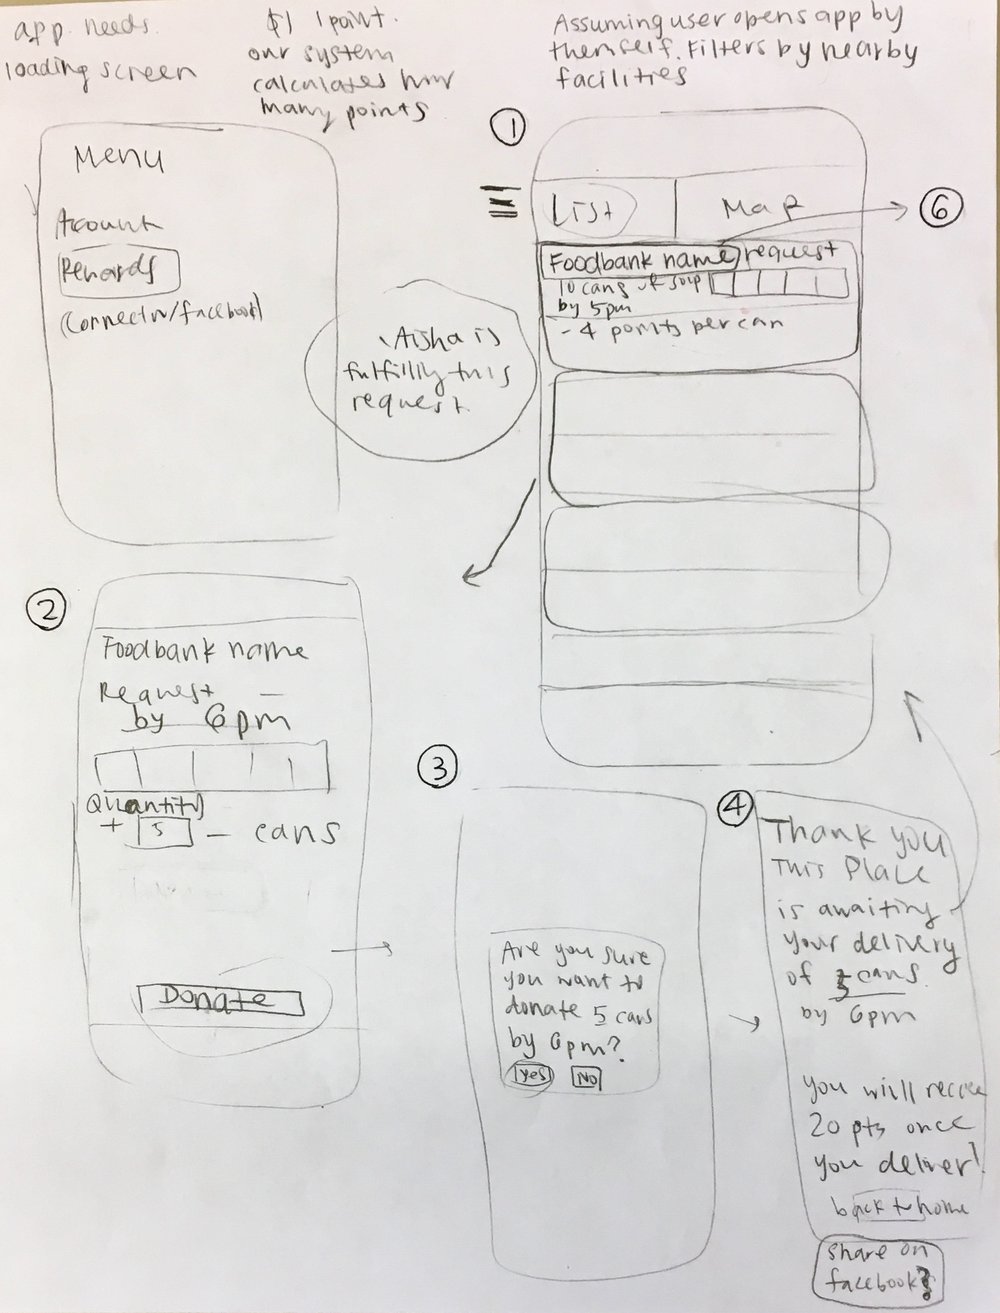 app needs
loading screen
$1 1 point.
our system
calculates how
many points
Assuming user opens app by
themself. Filters by nearby
facilities
Menu
Account
Rewards
(Connect w/facebook)
Aisha is
fulfilling this
request.
1
List
Map
6
Foodbank name request
10 cans of soup
by 5pm
- 4 points per can
2
Foodbank name
Request —
by 6pm
Quantity
+ 5 - cans
Donate
3
Are you sure
you want to
donate 5 cans
by 6pm?
yes No
4
Thank you
This Place
is awaiting
your delivery
of 5 cans.
by 6pm
you will receive
20 pts once
you deliver!
back to home
share on
facebook?